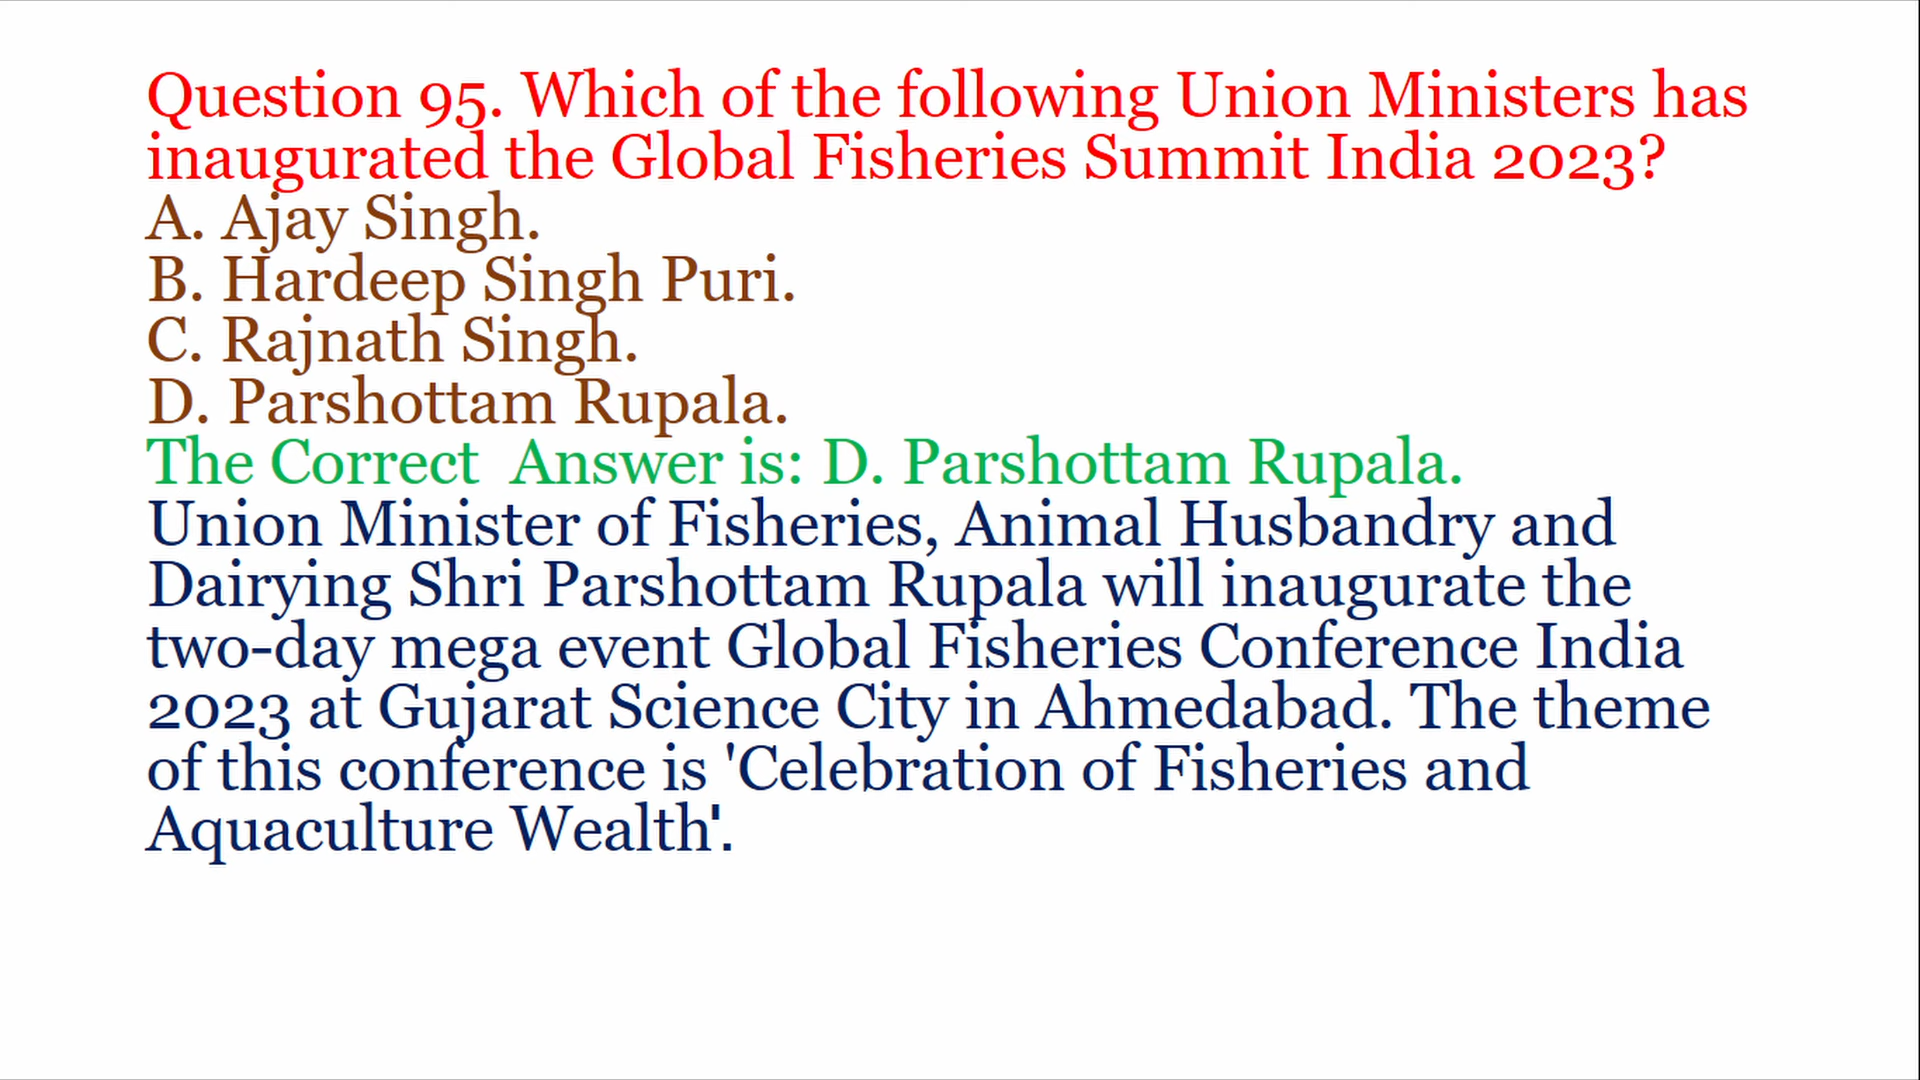 Question 95. Which of the following Union Ministers has
inaugurated the Global Fisheries Summit India 2023?
A. Ajay Singh.
B. Hardeep Singh Puri.
C. Rajnath Singh.
D. Parshottam Rupala.
The Correct  Answer is: D. Parshottam Rupala.
Union Minister of Fisheries, Animal Husbandry and
Dairying Shri Parshottam Rupala will inaugurate the
two-day mega event Global Fisheries Conference India
2023 at Gujarat Science City in Ahmedabad. The theme
of this conference is 'Celebration of Fisheries and
Aquaculture Wealth'.